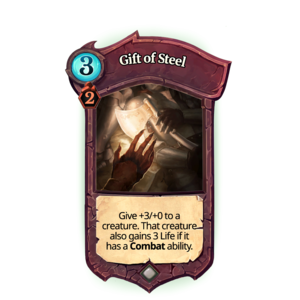 3
Gift of Steel
2
Give +3/+0 to a
creature. That creature
also gains 3 Life if it
has a Combat ability.